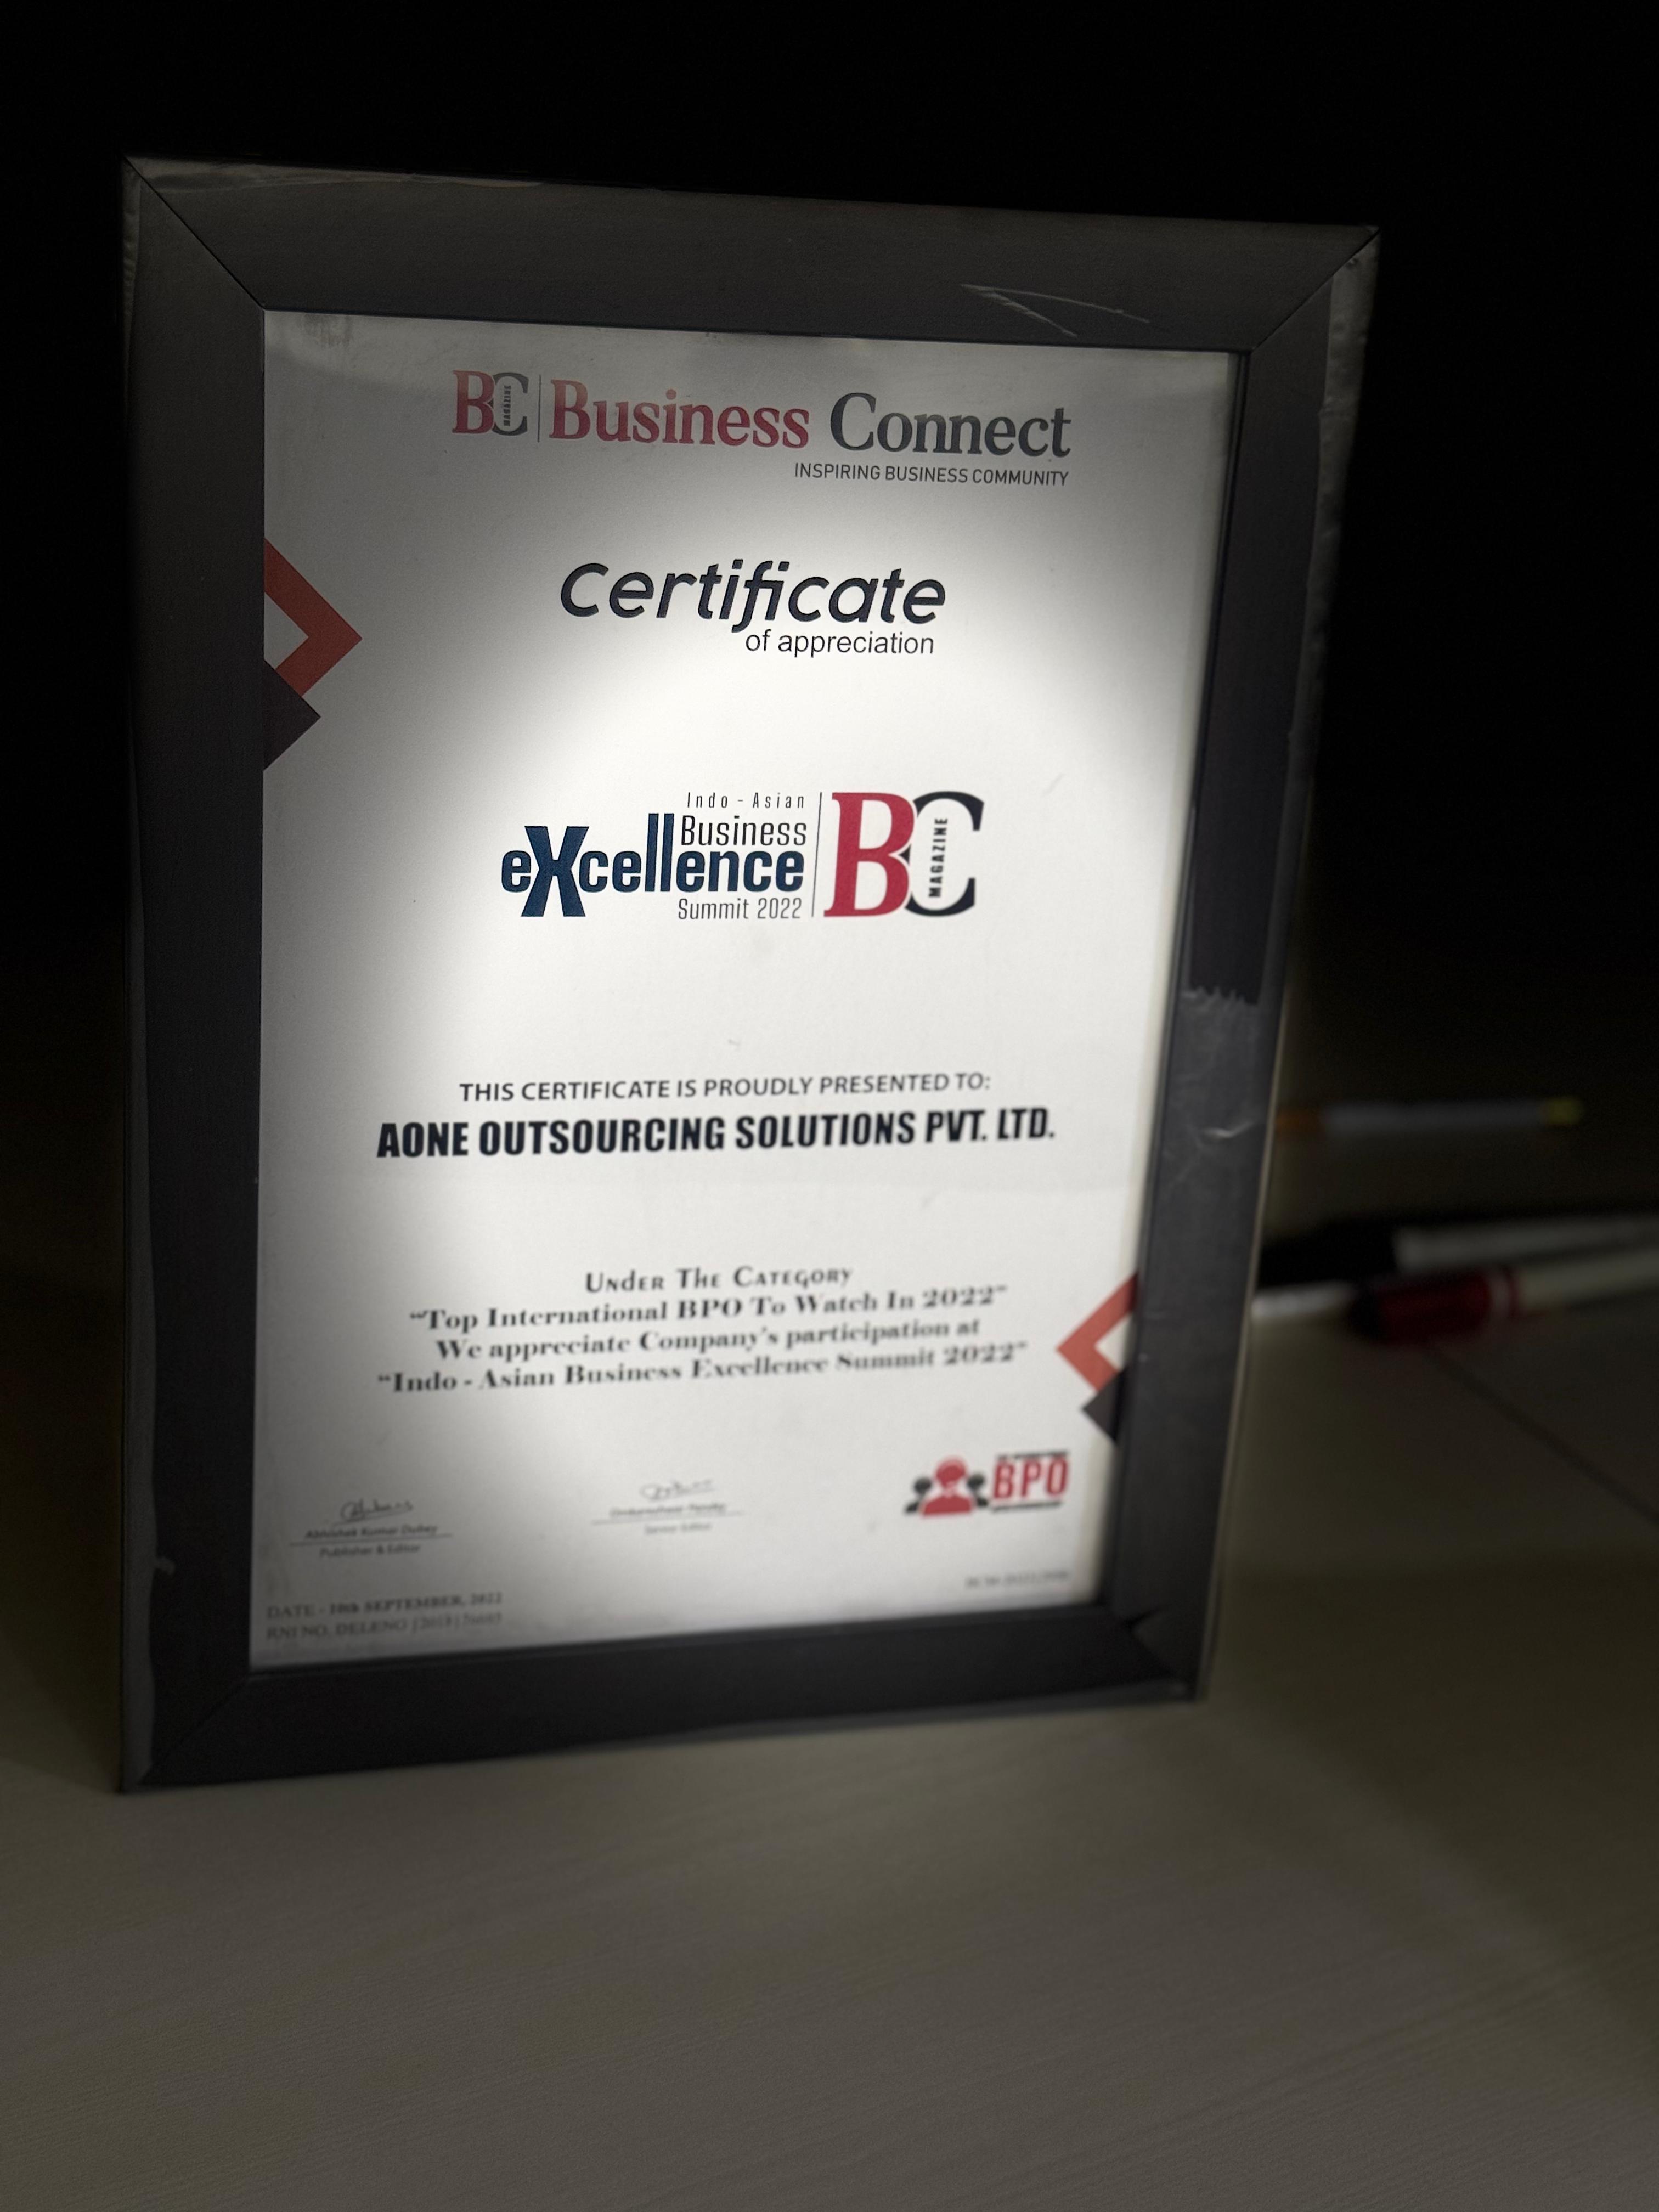 BC MAGAZINE Business Connect
INSPIRING BUSINESS COMMUNITY
Certificate
of appreciation
Indo - Asian
Business
eXcellence
Summit 2022
BC MAGAZINE
THIS CERTIFICATE IS PROUDLY PRESENTED TO:
AONE OUTSOURCING SOLUTIONS PVT. LTD.
Under The Category
“Top International BPO To Watch In 2022”
We appreciate Company's participation at
“Indo - Asian Business Excellence Summit 2022”
BPO
Abhishek Kumar Dubey
Publisher & Editor
Senior Editor
DATE - 10th SEPTEMBER, 2022
RNI NO. DELENG